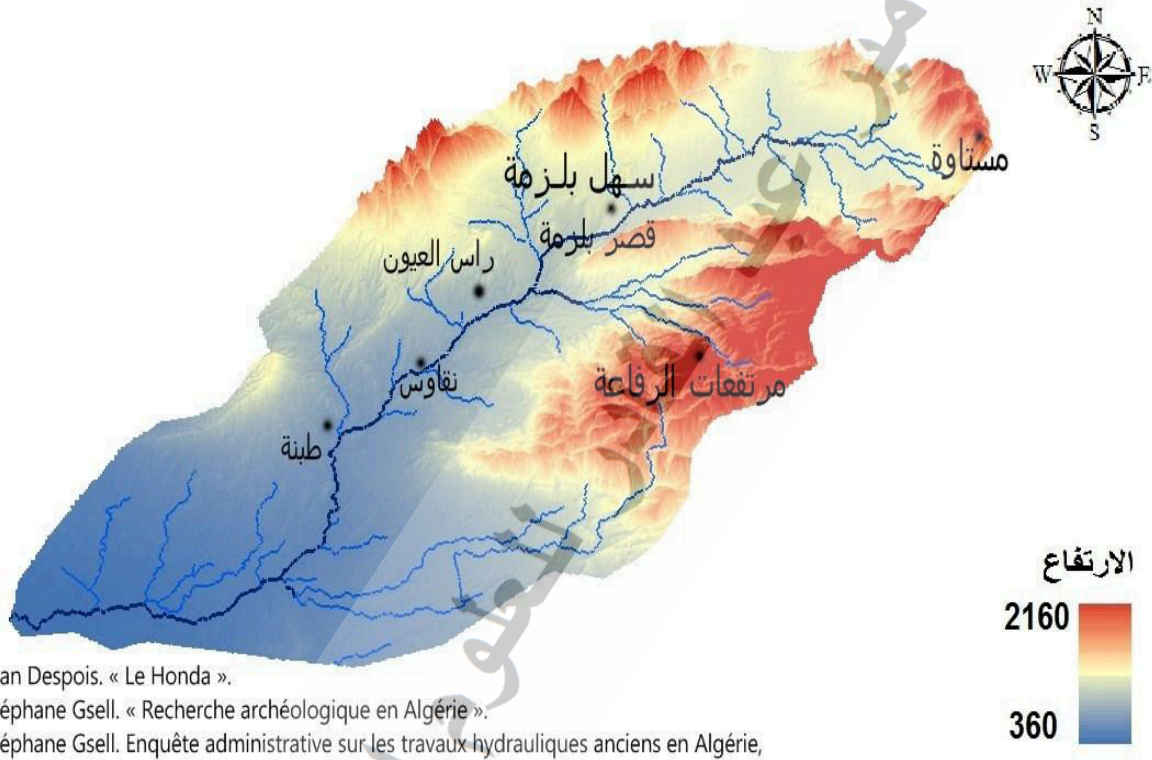 N
W E
S
مستاوة
سهل بلـزمة
قصر بلزمة
راس العيون
نقاوس
مرتفعات الرفاعة
طبنة
الارتفاع
2160
360
an Despois. « Le Honda ».
éphane Gsell. « Recherche archéologique en Algérie ».
éphane Gsell. Enquête administrative sur les travaux hydrauliques anciens en Algérie,